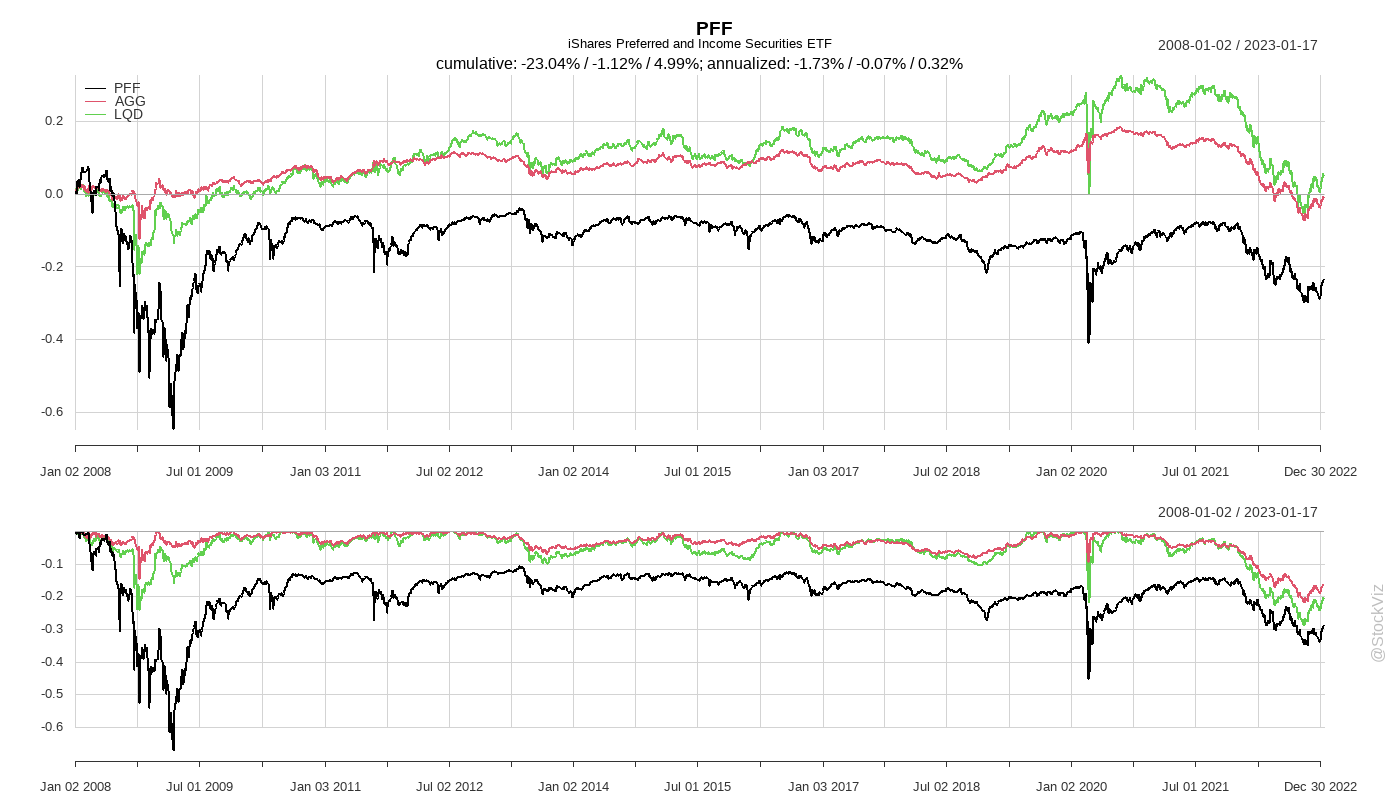 PFF
iShares Preferred and Income Securities ETF
2008-01-02 / 2023-01-17
cumulative: -23.04% / -1.12% / 4.99%; annualized: -1.73% / -0.07% / 0.32%
PFF
AGG
LQD
0.2
0.0
-0.2
-0.4
-0.6
Jan 02 2008 Jul 01 2009 Jan 03 2011 Jul 02 2012 Jan 02 2014 Jul 01 2015 Jan 03 2017 Jul 02 2018 Jan 02 2020 Jul 01 2021 Dec 30 2022
2008-01-02 / 2023-01-17
-0.1
-0.2
-0.3
-0.4
-0.5
-0.6
Jan 02 2008 Jul 01 2009 Jan 03 2011 Jul 02 2012 Jan 02 2014 Jul 01 2015 Jan 03 2017 Jul 02 2018 Jan 02 2020 Jul 01 2021 Dec 30 2022
@StockViz